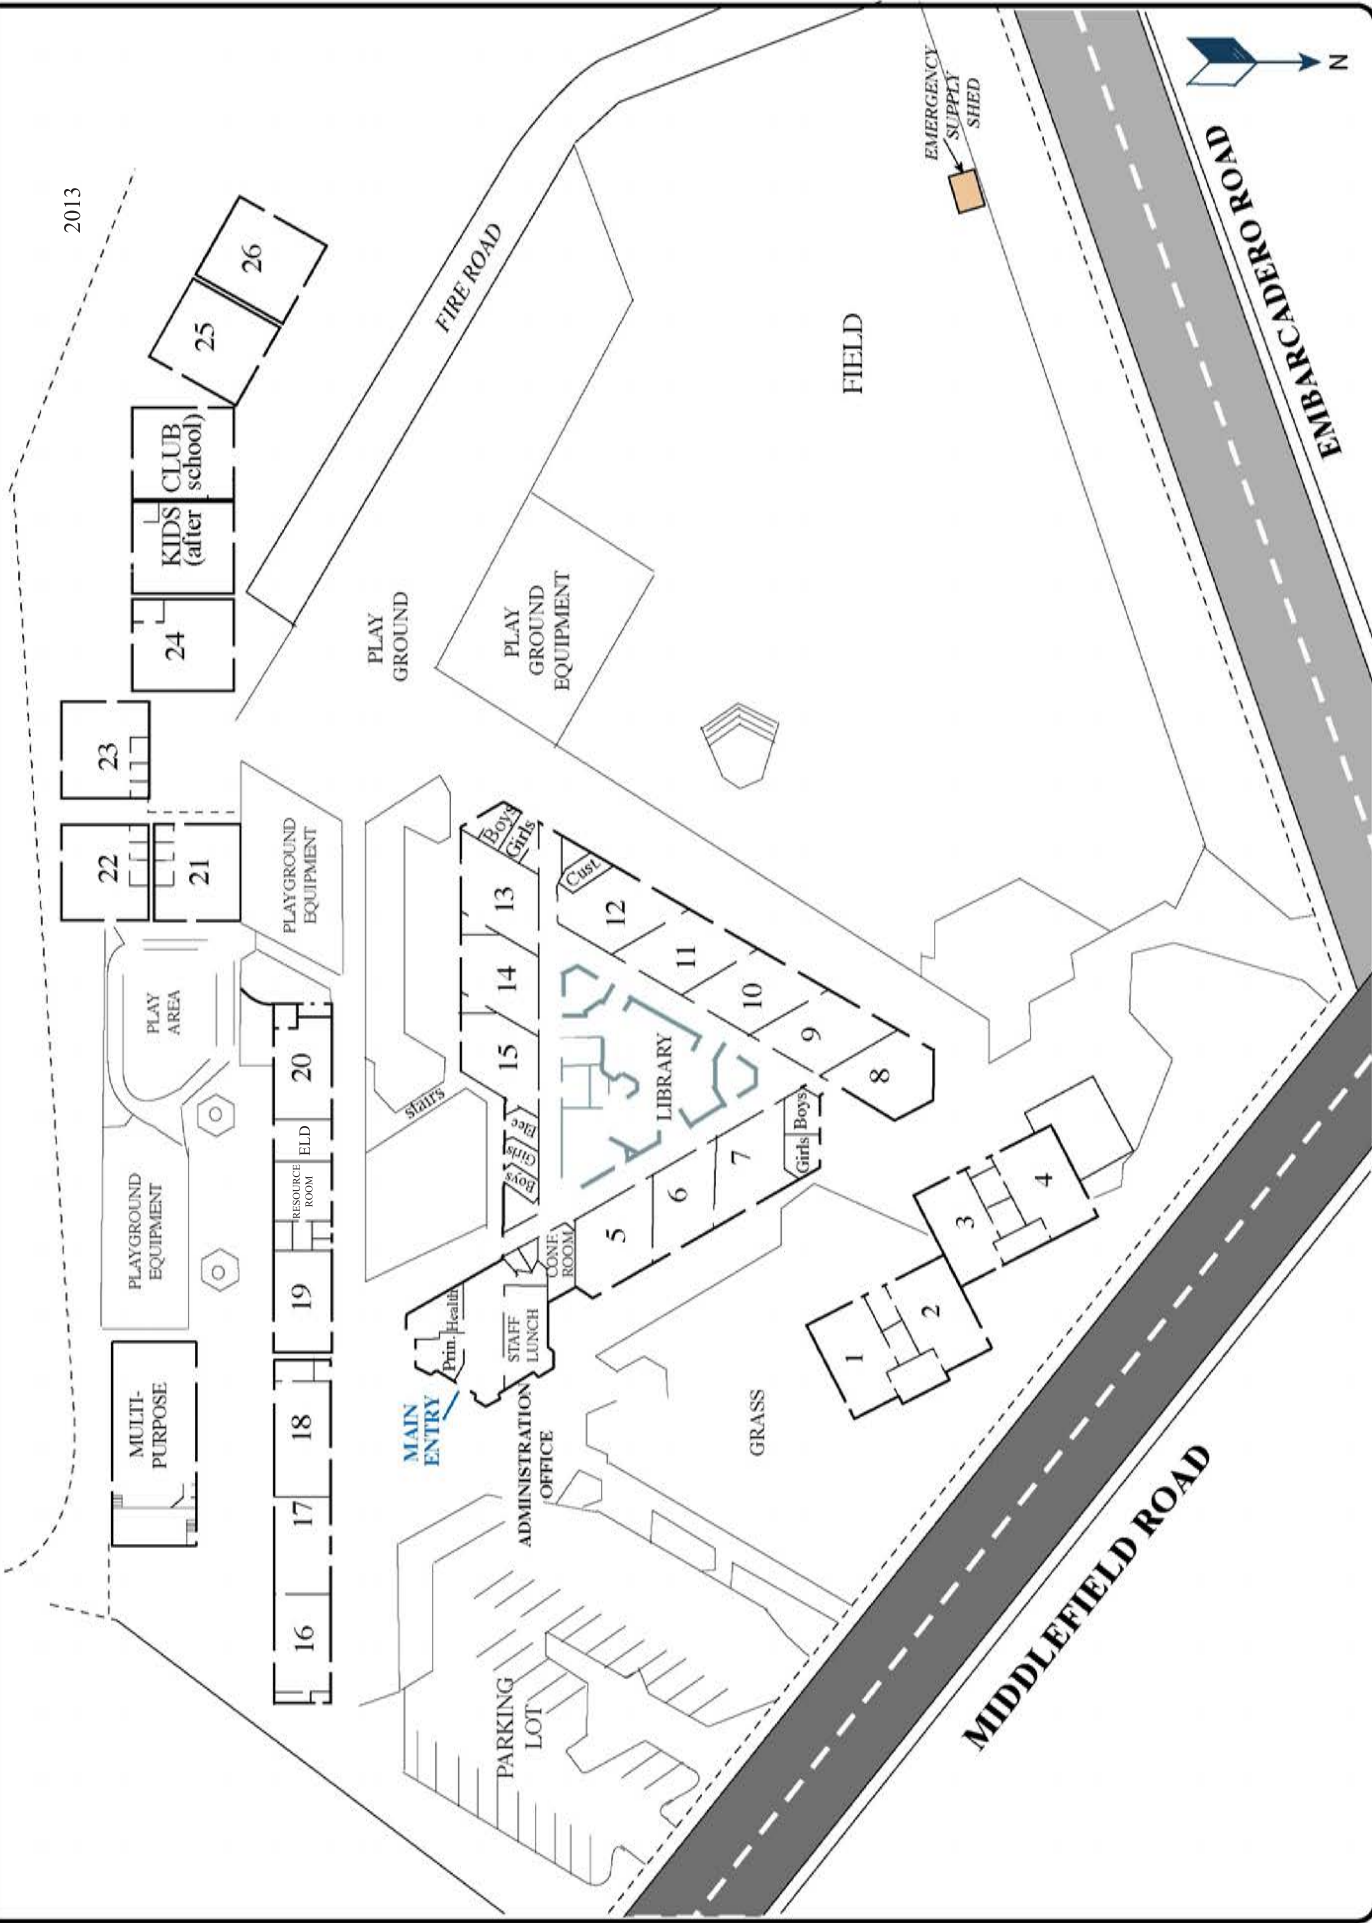 2013
MULTI-
PURPOSE
PLAYGROUND
EQUIPMENT
PLAY
AREA
22
21
23
24
KIDS CLUB
(after school)
25
26
16
17
18
19
RESOURCE
ROOM
ELD
20
PLAYGROUND
EQUIPMENT
PLAY
GROUND
FIRE ROAD
stairs
MAIN
ENTRY
Prin.
Health
STAFF
LUNCH
CONF.
ROOM
ADMINISTRATION
OFFICE
Boys
Girls
Elec
15
14
13
Boys
Girls
Cust
12
11
10
9
8
LIBRARY
5
6
7
Girls
Boys
PLAY
GROUND
EQUIPMENT
PARKING
LOT
GRASS
1
2
3
4
FIELD
EMERGENCY
SUPPLY
SHED
MIDDLEFIELD ROAD
EMBARCADERO ROAD
N